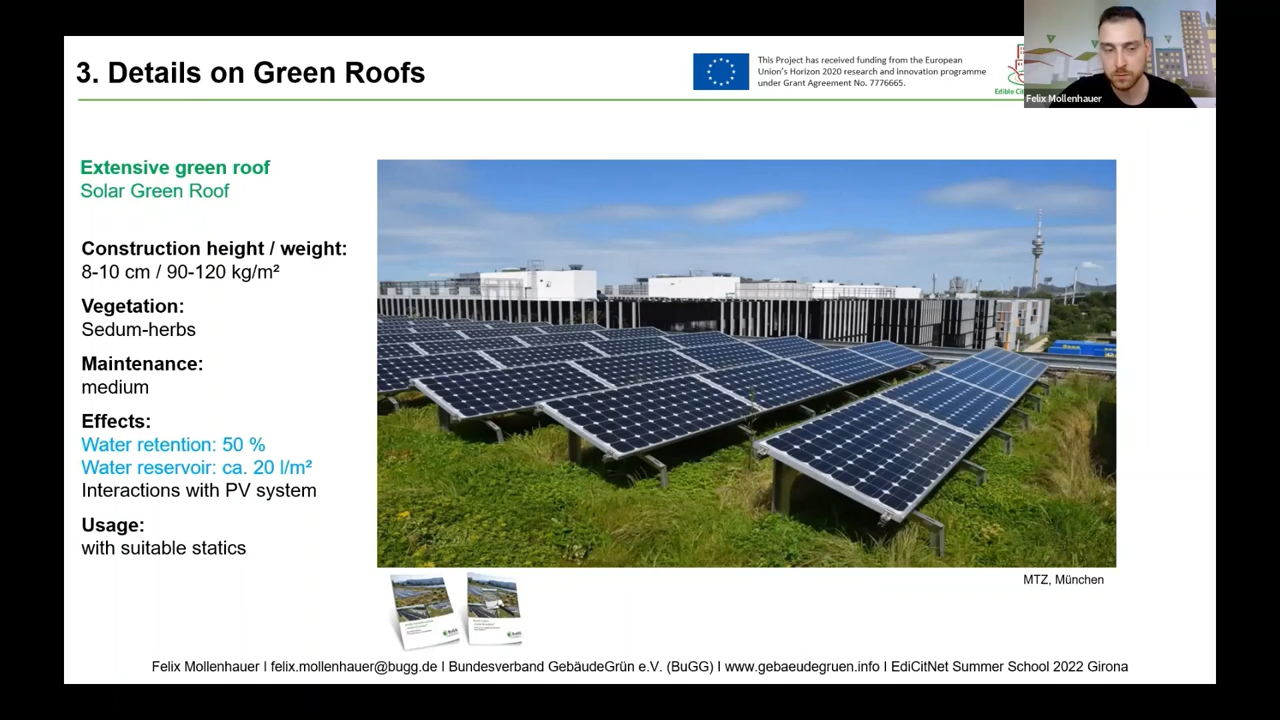 3. Details on Green Roofs
This Project has received funding from the European
Union's Horizon 2020 research and innovation programme
under Grant Agreement No. 7776665.
Edible
Felix Mollenhauer
Extensive green roof
Solar Green Roof
Construction height / weight:
8-10 cm / 90-120 kg/m²
Vegetation:
Sedum-herbs
Maintenance:
medium
Effects:
Water retention: 50 %
Water reservoir: ca. 20 l/m²
Interactions with PV system
Usage:
with suitable statics
MTZ, München
Felix Mollenhauer I felix.mollenhauer@bugg.de I Bundesverband GebäudeGrün e.V. (BuGG) I www.gebaeudegruen.info I EdiCitNet Summer School 2022 Girona